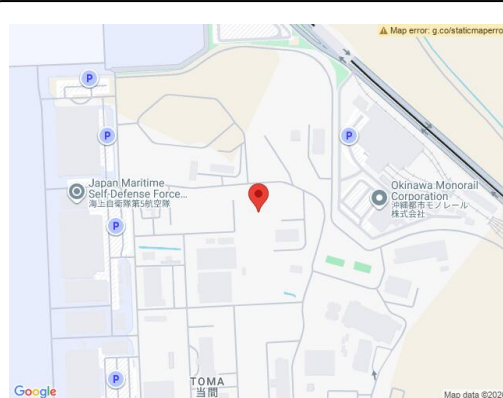 Map error: g.co/staticmaperro
P
P
P
Japan Maritime
Self-Defense Force...
海上自衛隊第5航空隊
Okinawa Monorail
Corporation
沖縄都市モノレール
株式会社
P
P
TOMA
当間
Google
Map data ©202